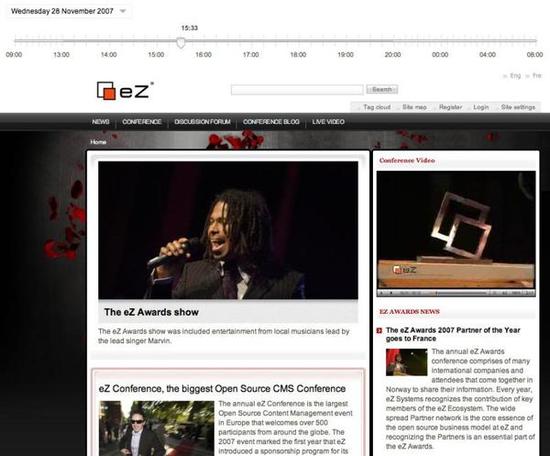 Wednesday 28 November 2007
15:33
09:00 13:00 14:00 15:00 16:00 17:00 18:00 19:00 20:00 00:00 04:00 08:00
Eng Fre
eZ
Search
Tag cloud Site map Register Login Site settings
NEWS CONFERENCE DISCUSSION FORUM CONFERENCE BLOG LIVE VIDEO
Home
The eZ Awards show
The eZ Awards show was included entertainment from local musicians lead by
the lead singer Marvin.
eZ Conference, the biggest Open Source CMS Conference
The annual eZ Conference is the largest
Open Source Content Management event
in Europe that welcomes over 500
participants from around the globe. The
2007 event marked the first year that eZ
introduced a sponsorship program for its
Conference Video
eZ
EZ AWARDS NEWS
The eZ Awards 2007 Partner of the Year
goes to France
The annual eZ Awards
conference comprises of many
international companies and
attendees that come together in
Norway to share their information. Every year,
eZ Systems recognizes the contribution of key
members of the eZ Ecosystem. The wide
spread Partner network is the core essence of
the open source business model at eZ and
recognizing the Partners is an essential part of
the eZ Awards.